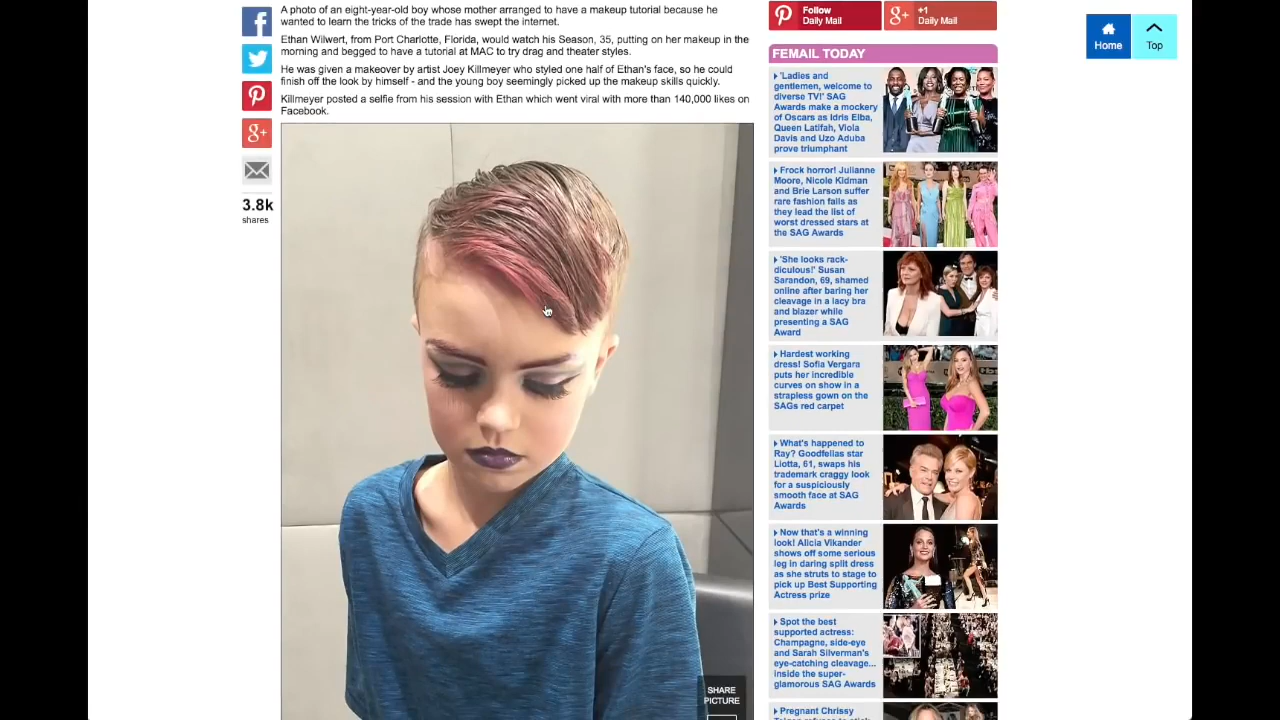 A photo of an eight-year-old boy whose mother arranged to have a makeup tutorial because he
wanted to learn the tricks of the trade has swept the internet.
Ethan Wilwert, from Port Charlotte, Florida, would watch his Season, 35, putting on her makeup in the
morning and begged to have a tutorial at MAC to try drag and theater styles.
He was given a makeover by artist Joey Killmeyer who styled one half of Ethan's face, so he could
finish off the look by himself - and the young boy seemingly picked up the makeup skills quickly.
Killmeyer posted a selfie from his session with Ethan which went viral with more than 140,000 likes on
Facebook.
3.8k
shares
SHARE
PICTURE
Follow
Daily Mail
g+
+1
Daily Mail
FEMAIL TODAY
'Ladies and
gentlemen, welcome to
diverse TV!' SAG
Awards make a mockery
of Oscars as Idris Elba,
Queen Latifah, Viola
Davis and Uzo Aduba
prove triumphant
Frock horror! Julianne
Moore, Nicole Kidman
and Brie Larson suffer
rare fashion fails as
they lead the list of
worst dressed stars at
the SAG Awards
'She looks rack-
diculous!' Susan
Sarandon, 69, shamed
online after baring her
cleavage in a lacy bra
and blazer while
presenting a SAG
Award
Hardest working
dress! Sofia Vergara
puts her incredible
curves on show in a
strapless gown on the
SAGs red carpet
What's happened to
Ray? Goodfellas star
Liotta, 61, swaps his
trademark craggy look
for a suspiciously
smooth face at SAG
Awards
Now that's a winning
look! Alicia Vikander
shows off some serious
leg in daring split dress
as she struts to stage to
pick up Best Supporting
Actress prize
Spot the best
supported actress:
Champagne, side-eye
and Sarah Silverman's
eye-catching cleavage...
inside the super-
glamorous SAG Awards
Pregnant Chrissy
Home
Top